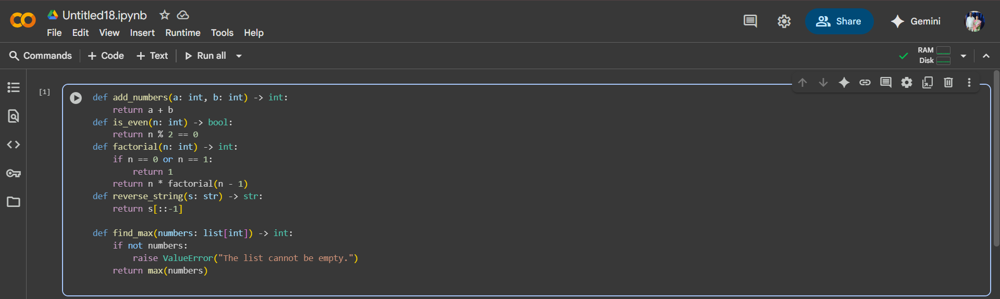 Untitled18.ipynb
File Edit View Insert Runtime Tools Help
Share
Gemini
Commands + Code + Text Run all
RAM
Disk
[1]
def add_numbers(a: int, b: int) -> int:
    return a + b
def is_even(n: int) -> bool:
    return n % 2 == 0
def factorial(n: int) -> int:
    if n == 0 or n == 1:
        return 1
    return n * factorial(n - 1)
def reverse_string(s: str) -> str:
    return s[::-1]

def find_max(numbers: list[int]) -> int:
    if not numbers:
        raise ValueError("The list cannot be empty.")
    return max(numbers)